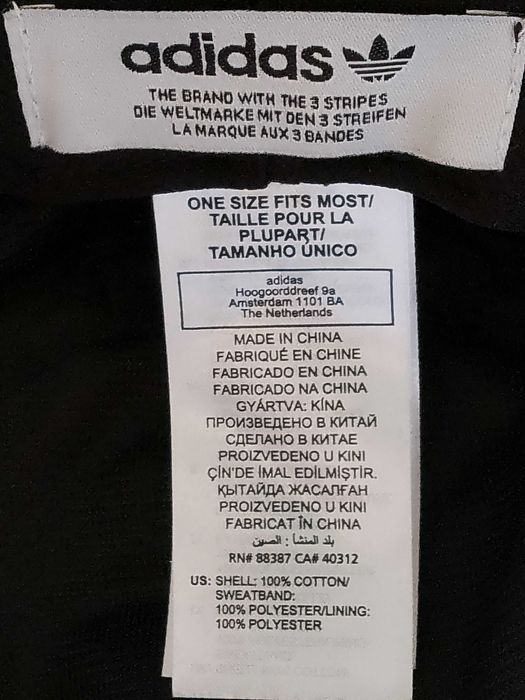 adidas
THE BRAND WITH THE 3 STRIPES
DIE WELTMARKE MIT DEN 3 STREIFEN
LA MARQUE AUX 3 BANDES
ONE SIZE FITS MOST/
TAILLE POUR LA
PLUPART/
TAMANHO ÚNICO
adidas
Hoogoorddreef 9a
Amsterdam 1101 BA
The Netherlands
MADE IN CHINA
FABRIQUÉ EN CHINE
FABRICADO EN CHINA
FABRICADO NA CHINA
GYÁRTVA: KÍNA
ПРОИЗВЕДЕНО В КИТАЙ
СДЕЛАНО В КИТАЕ
PROIZVEDENO U KINI
ÇİN'DE İMAL EDİLMİŞTİR.
ҚЫТАЙДА ЖАСАЛҒАН
PROIZVEDENO U KINI
FABRICAT ÎN CHINA
بلد المنشأ : الصين
RN# 88387 CA# 40312
US: SHELL: 100% COTTON/
SWEATBAND:
100% POLYESTER/LINING:
100% POLYESTER